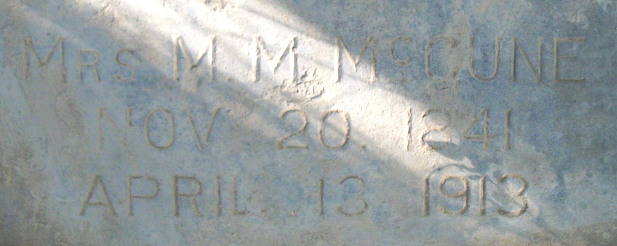 Mrs M. M. McCune
Nov 20. 1841
April 13 1913